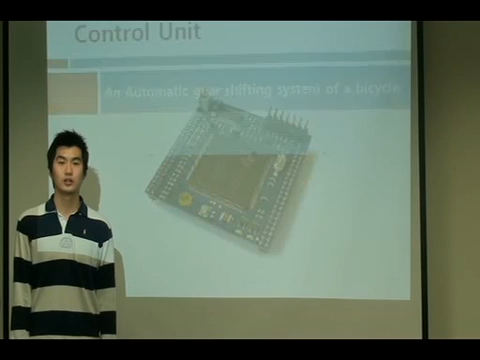 Control Unit
An Automatic gear shifting system of a bicycle